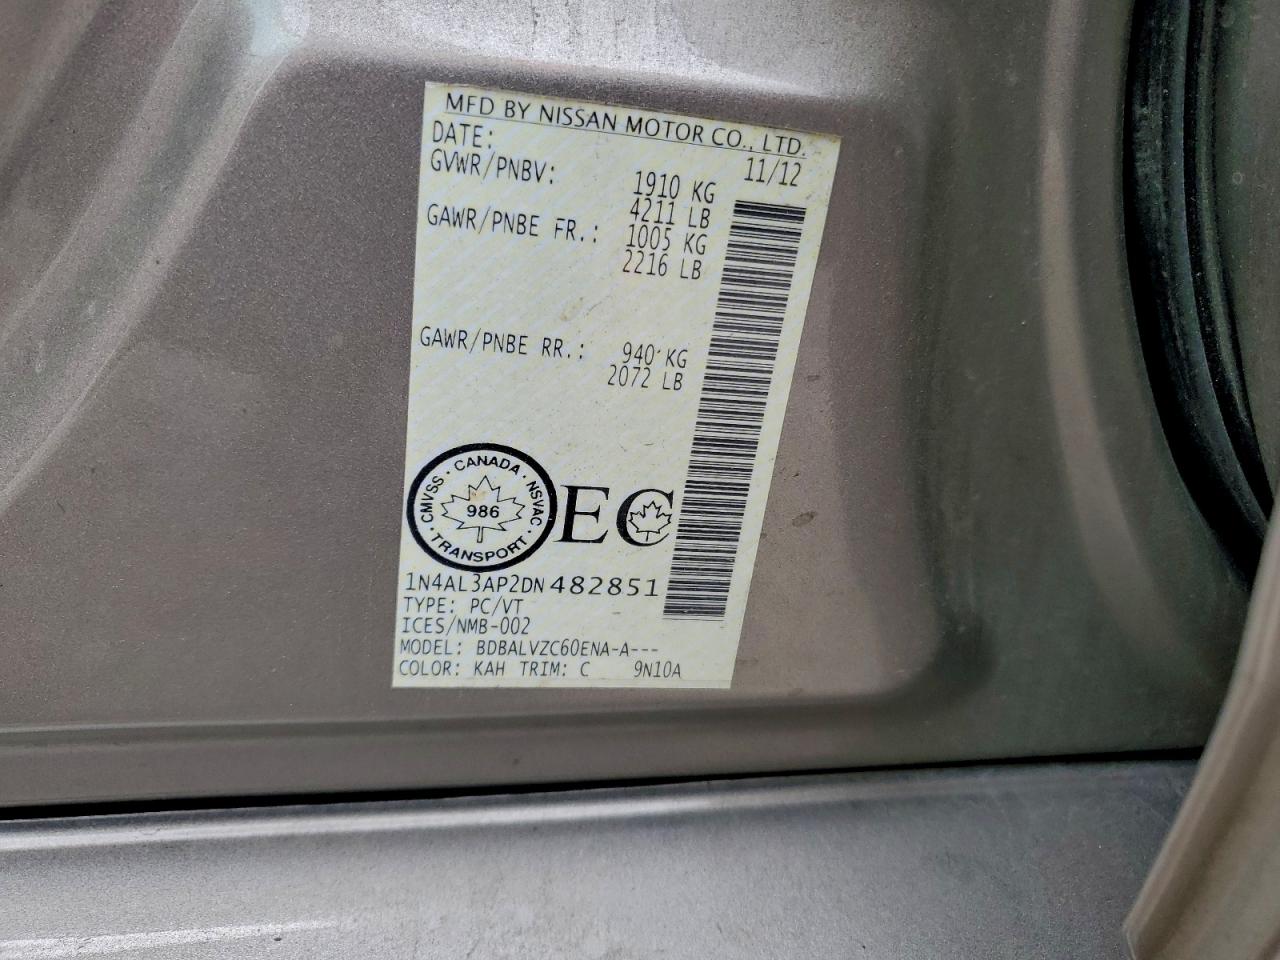 MFD BY NISSAN MOTOR CO., LTD.
DATE: 11/12
GVWR/PNBV: 1910 KG
4211 LB
GAWR/PNBE FR.: 1005 KG
2216 LB
GAWR/PNBE RR.: 940 KG
2072 LB
CMVSS · CANADA · NSVAC · TRANSPORT ·
986
EC
1N4AL3AP2DN482851
TYPE: PC/VT
ICES/NMB-002
MODEL: BDBALVZC60ENA-A---
COLOR: KAH TRIM: C 9N10A